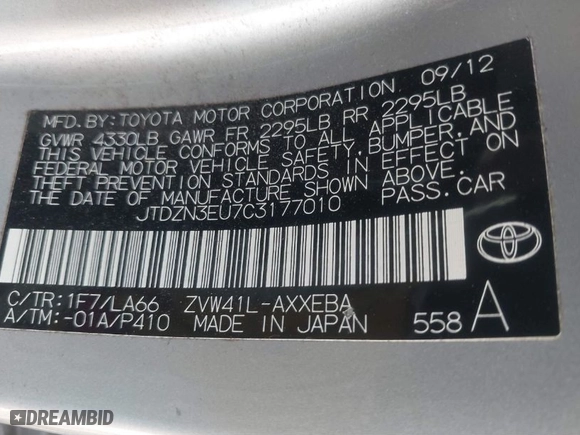 MFD.BY:TOYOTA MOTOR CORPORATION 09/12
GVWR 4330LB GAWR FR 2295LB RR 2295LB
THIS VEHICLE CONFORMS TO ALL APPLICABLE
FEDERAL MOTOR VEHICLE SAFETY,BUMPER,AND
THEFT PREVENTION STANDARDS IN EFFECT ON
THE DATE OF MANUFACTURE SHOWN ABOVE.
JTDZN3EU7C3177010 PASS.CAR
C/TR:1F7/LA66 ZVW41L-AXXEBA
A/TM:-01A/P410 MADE IN JAPAN 558 A
TOYOTA
DREAMBID